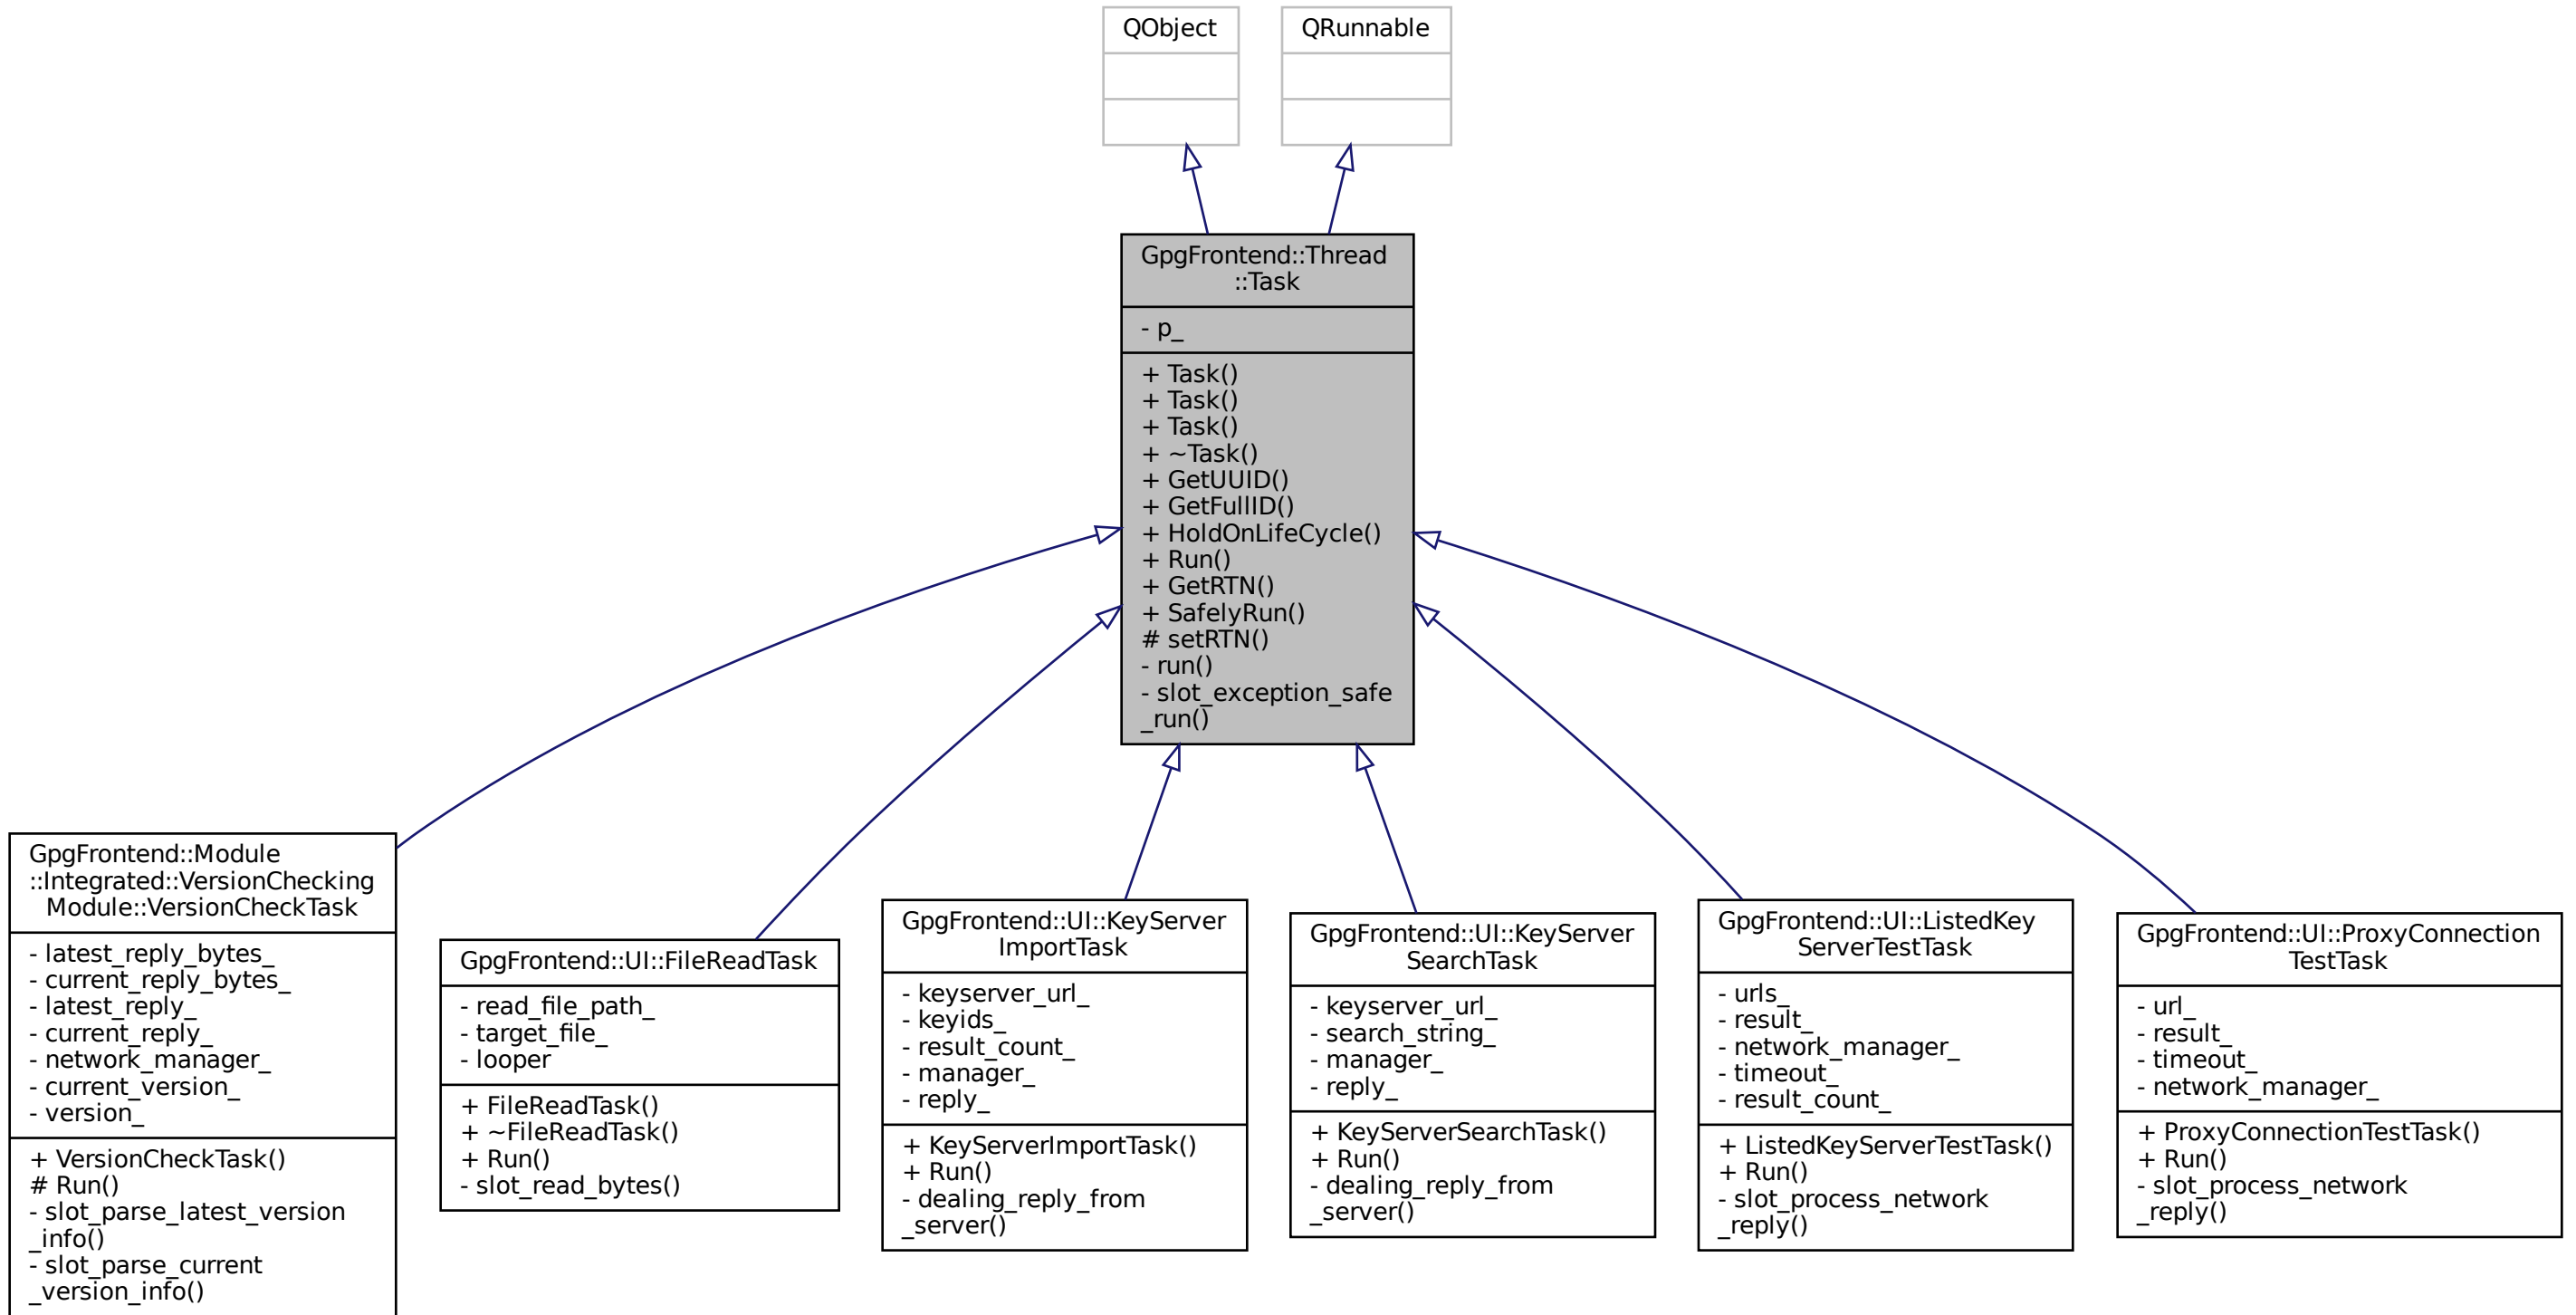 QObject
QRunnable
GpgFrontend::Thread
::Task
- p_
+ Task()
+ Task()
+ Task()
+ ~Task()
+ GetUUID()
+ GetFullID()
+ HoldOnLifeCycle()
+ Run()
+ GetRTN()
+ SafelyRun()
# setRTN()
- run()
- slot_exception_safe
_run()
GpgFrontend::Module
::Integrated::VersionChecking
Module::VersionCheckTask
- latest_reply_bytes_
- current_reply_bytes_
- latest_reply_
- current_reply_
- network_manager_
- current_version_
- version_
+ VersionCheckTask()
# Run()
- slot_parse_latest_version
_info()
- slot_parse_current
_version_info()
GpgFrontend::UI::FileReadTask
- read_file_path_
- target_file_
- looper
+ FileReadTask()
+ ~FileReadTask()
+ Run()
- slot_read_bytes()
GpgFrontend::UI::KeyServer
ImportTask
- keyserver_url_
- keyids_
- result_count_
- manager_
- reply_
+ KeyServerImportTask()
+ Run()
- dealing_reply_from
_server()
GpgFrontend::UI::KeyServer
SearchTask
- keyserver_url_
- search_string_
- manager_
- reply_
+ KeyServerSearchTask()
+ Run()
- dealing_reply_from
_server()
GpgFrontend::UI::ListedKey
ServerTestTask
- urls_
- result_
- network_manager_
- timeout_
- result_count_
+ ListedKeyServerTestTask()
+ Run()
- slot_process_network
_reply()
GpgFrontend::UI::ProxyConnection
TestTask
- url_
- result_
- timeout_
- network_manager_
+ ProxyConnectionTestTask()
+ Run()
- slot_process_network
_reply()